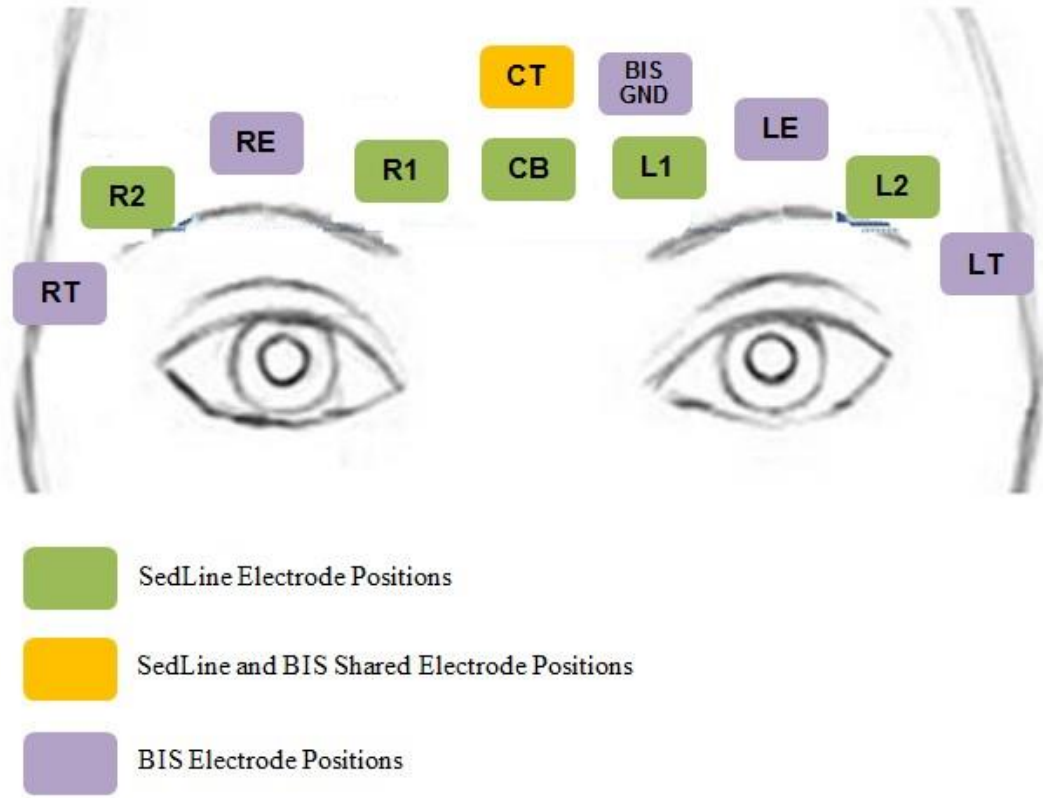 CT
BIS
GND
RE
LE
R1
CB
L1
R2
L2
RT
LT
SedLine Electrode Positions
SedLine and BIS Shared Electrode Positions
BIS Electrode Positions